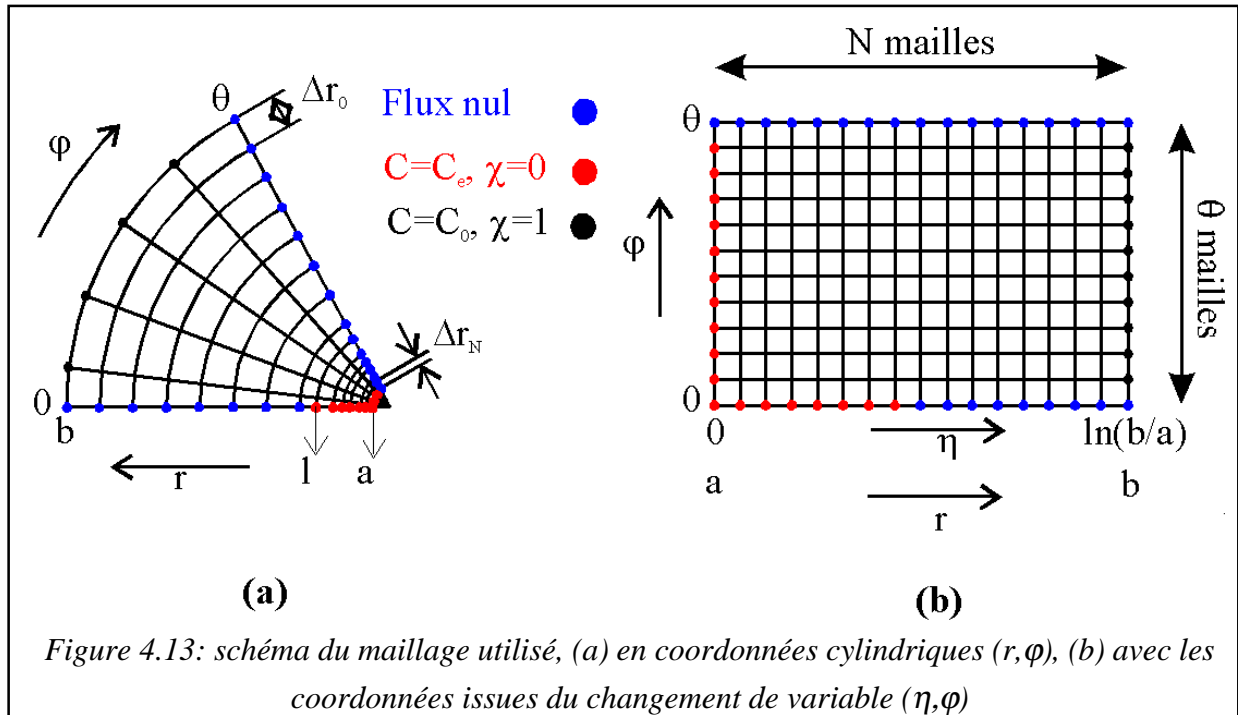 θ
Δr₀
φ
Flux nul
C=Cₑ, χ=0
C=C₀, χ=1
Δr_N
0
b
l
a
r
(a)
N mailles
θ
φ
θ mailles
0
0
η
ln(b/a)
a
r
b
(b)
Figure 4.13: schéma du maillage utilisé, (a) en coordonnées cylindriques (r,φ), (b) avec les
coordonnées issues du changement de variable (η,φ)